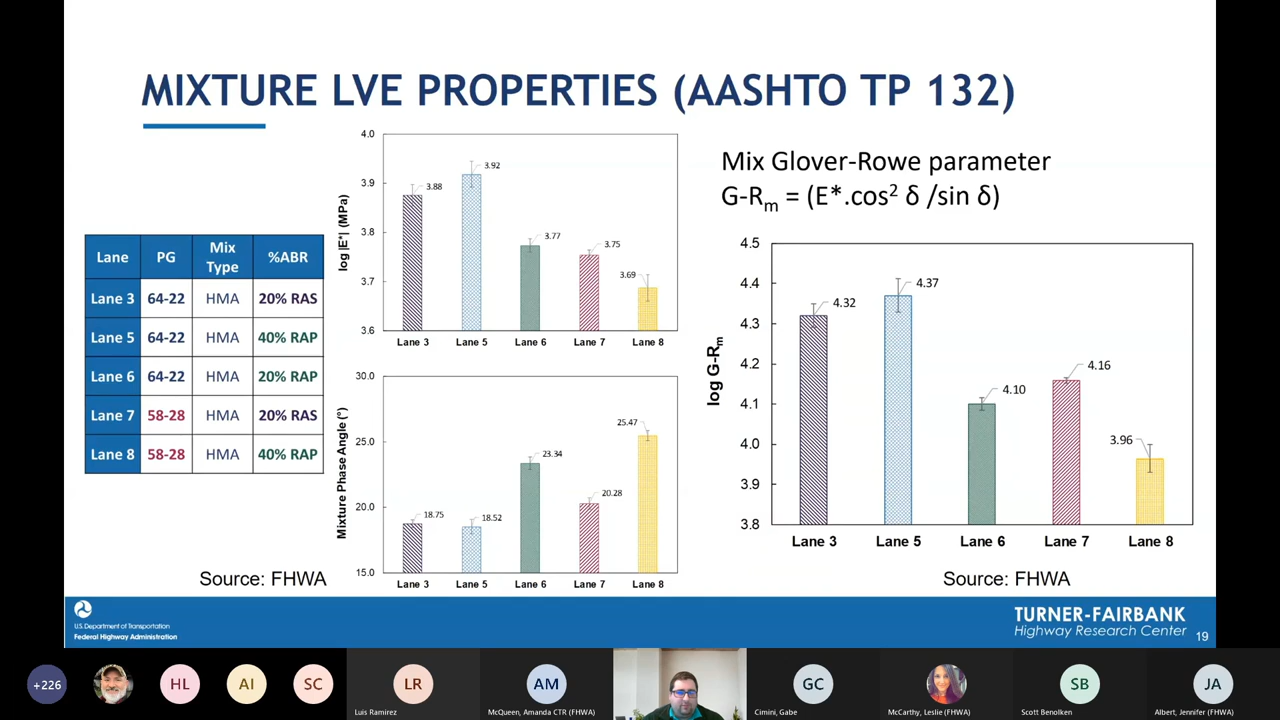 MIXTURE LVE PROPERTIES (AASHTO TP 132)
Lane PG Mix Type %ABR
Lane 3 64-22 HMA 20% RAS
Lane 5 64-22 HMA 40% RAP
Lane 6 64-22 HMA 20% RAP
Lane 7 58-28 HMA 20% RAS
Lane 8 58-28 HMA 40% RAP
log |E*| (MPa)
4.0
3.9
3.8
3.7
3.6
3.88
3.92
3.77
3.75
3.69
Lane 3 Lane 5 Lane 6 Lane 7 Lane 8
Mixture Phase Angle (°)
30.0
25.0
20.0
15.0
18.75
18.52
23.34
20.28
25.47
Lane 3 Lane 5 Lane 6 Lane 7 Lane 8
Source: FHWA
Mix Glover-Rowe parameter
G-Rm = (E*.cos² δ /sin δ)
log G-Rm
4.5
4.4
4.3
4.2
4.1
4.0
3.9
3.8
4.32
4.37
4.10
4.16
3.96
Lane 3 Lane 5 Lane 6 Lane 7 Lane 8
Source: FHWA
U.S. Department of Transportation
Federal Highway Administration
TURNER-FAIRBANK
Highway Research Center
19
+226
HL
AI
SC
LR
Luis Ramirez
AM
McQueen, Amanda CTR (FHWA)
GC
Cimini, Gabe
McCarthy, Leslie (FHWA)
SB
Scott Benolken
JA
Albert, Jennifer (FHWA)